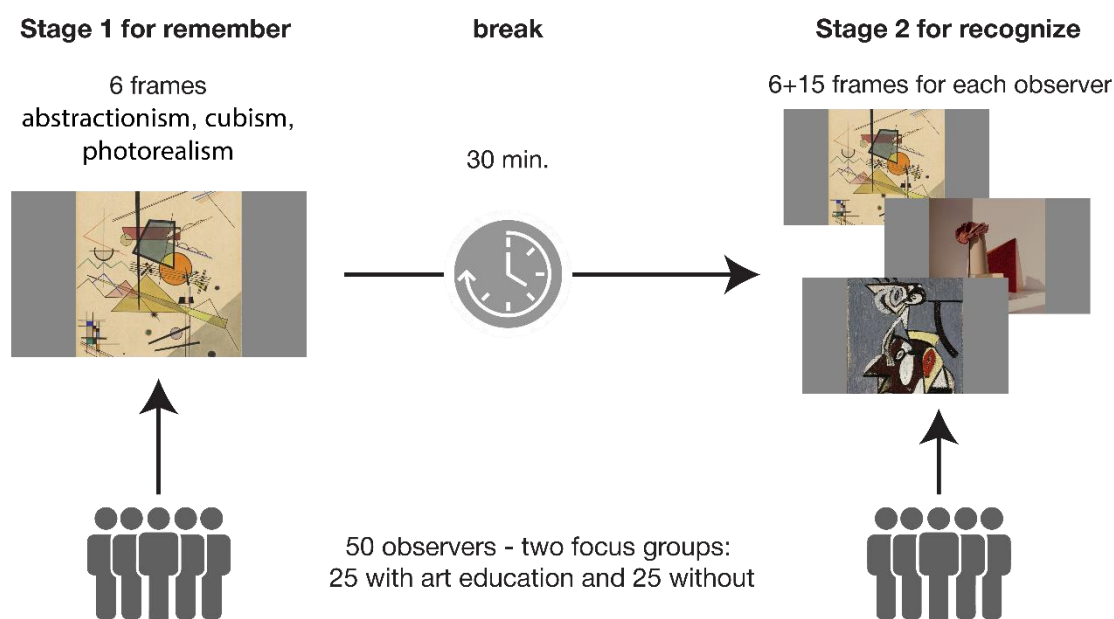 Stage 1 for remember
break
Stage 2 for recognize
6 frames
abstractionism, cubism,
photorealism
30 min.
6+15 frames for each observer
50 observers - two focus groups:
25 with art education and 25 without